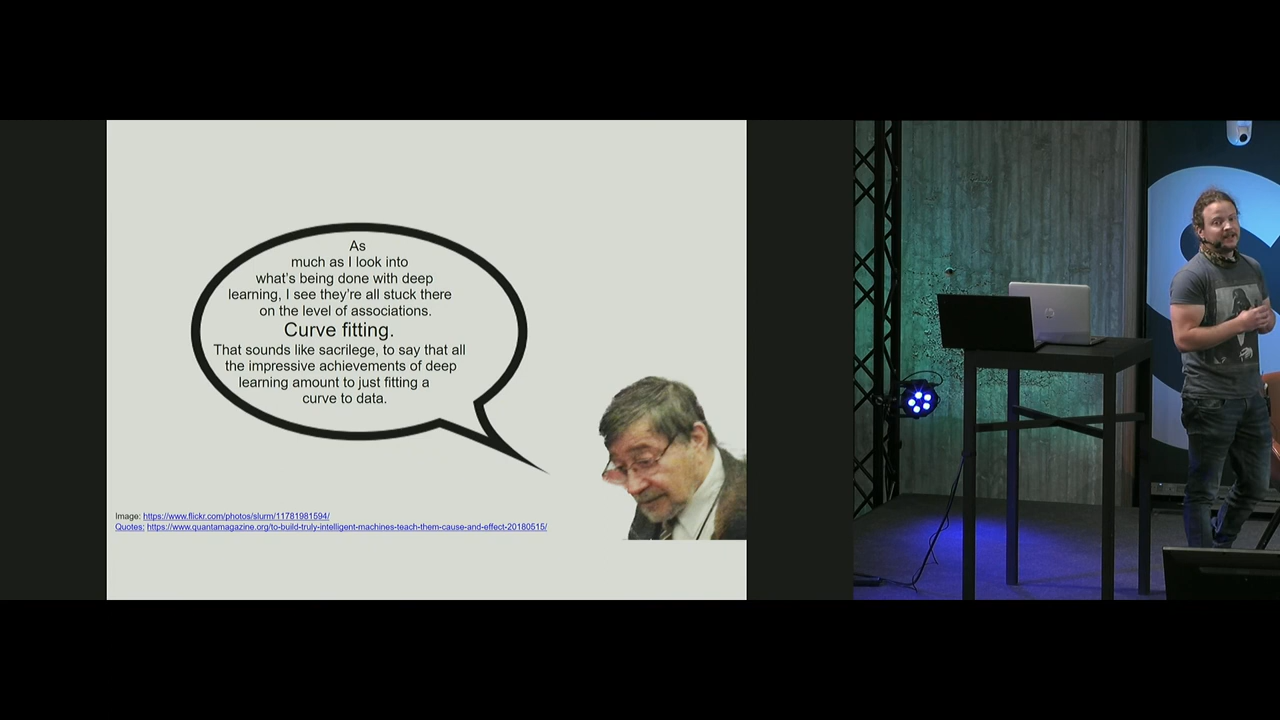 As
much as I look into
what's being done with deep
learning, I see they're all stuck there
on the level of associations.
Curve fitting.
That sounds like sacrilege, to say that all
the impressive achievements of deep
learning amount to just fitting a
curve to data.
Image: https://www.flickr.com/photos/slurm/11781981594/
Quotes: https://www.quantamagazine.org/to-build-truly-intelligent-machines-teach-them-cause-and-effect-20180515/